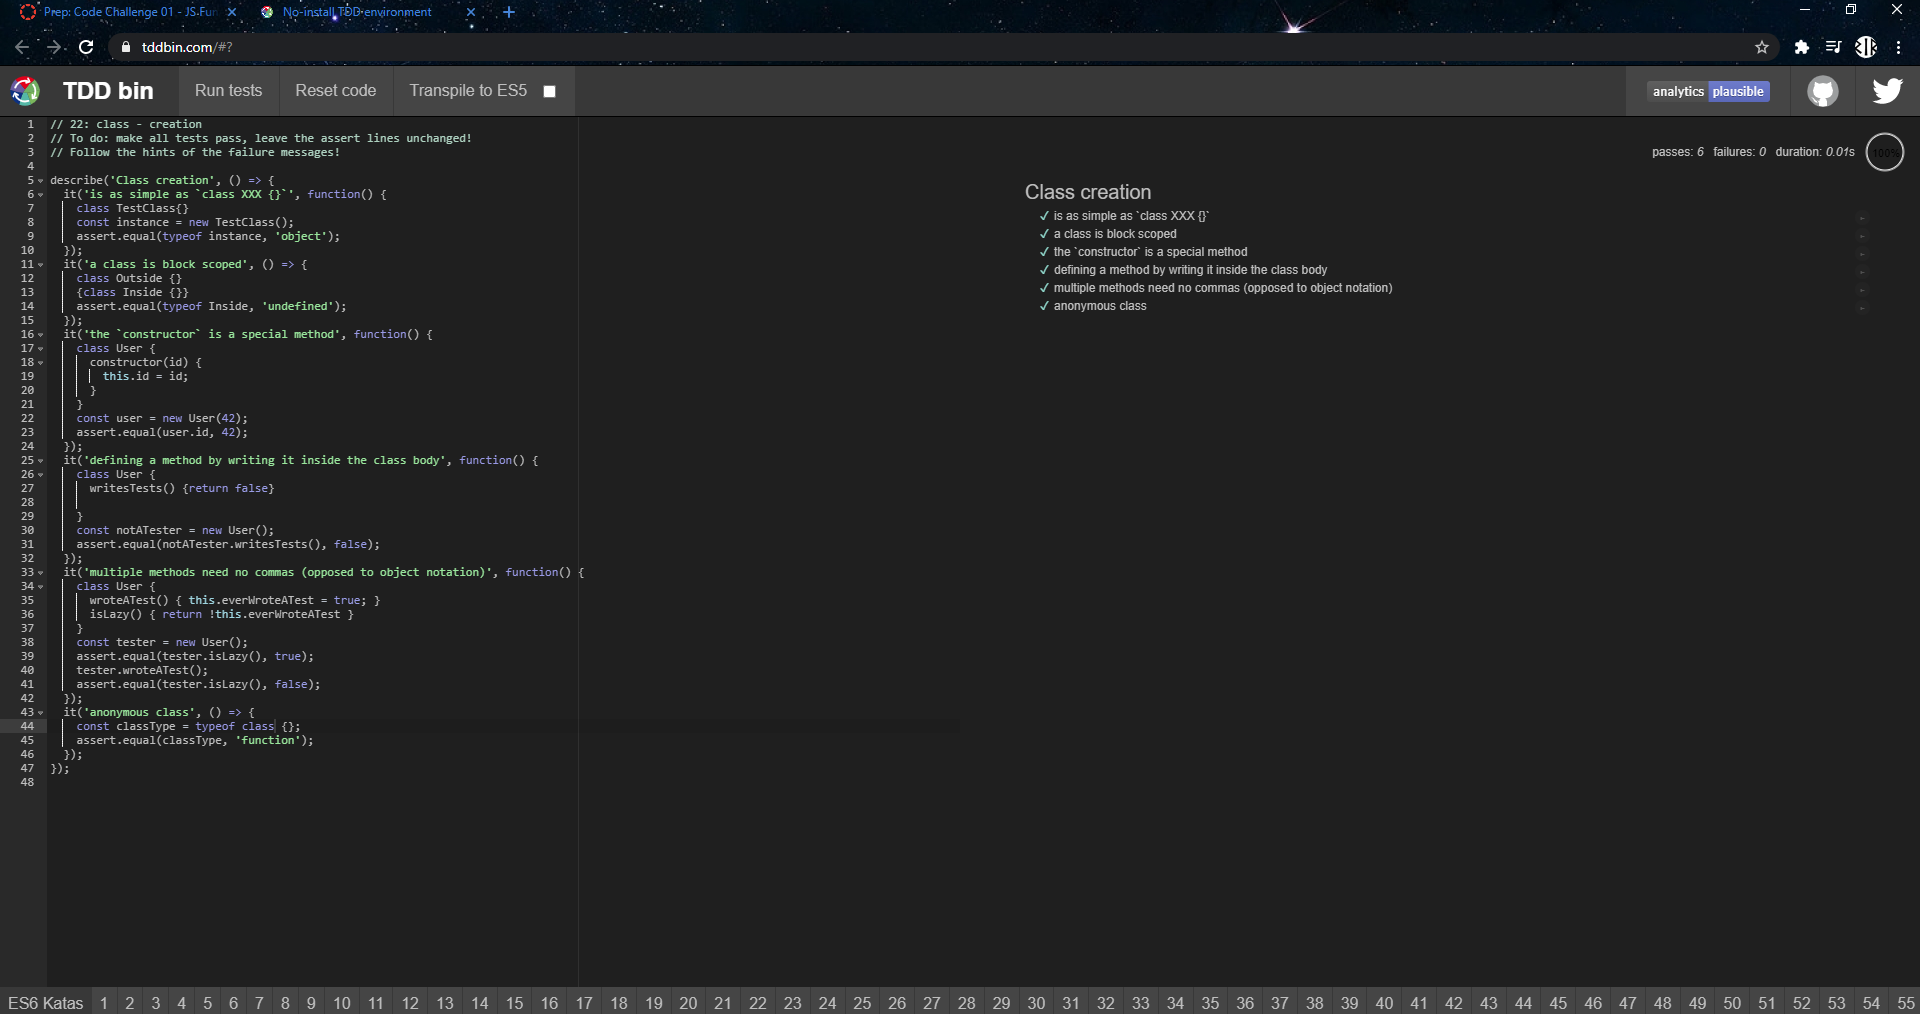 Prep: Code Challenge 01 - JS Fun
No-install TDD environment
tddbin.com/#?
TDD bin
Run tests
Reset code
Transpile to ES5
analytics plausible
1 // 22: class - creation
2 // To do: make all tests pass, leave the assert lines unchanged!
3 // Follow the hints of the failure messages!
4
5 describe('Class creation', () => {
6 it('is as simple as `class XXX {}`', function() {
7 class TestClass{}
8 const instance = new TestClass();
9 assert.equal(typeof instance, 'object');
10 });
11 it('a class is block scoped', () => {
12 class Outside {}
13 {class Inside {}}
14 assert.equal(typeof Inside, 'undefined');
15 });
16 it('the `constructor` is a special method', function() {
17 class User {
18 constructor(id) {
19 this.id = id;
20 }
21 }
22 const user = new User(42);
23 assert.equal(user.id, 42);
24 });
25 it('defining a method by writing it inside the class body', function() {
26 class User {
27 writesTests() {return false}
28
29 }
30 const notATester = new User();
31 assert.equal(notATester.writesTests(), false);
32 });
33 it('multiple methods need no commas (opposed to object notation)', function() {
34 class User {
35 wroteATest() { this.everWroteATest = true; }
36 isLazy() { return !this.everWroteATest }
37 }
38 const tester = new User();
39 assert.equal(tester.isLazy(), true);
40 tester.wroteATest();
41 assert.equal(tester.isLazy(), false);
42 });
43 it('anonymous class', () => {
44 const classType = typeof class {};
45 assert.equal(classType, 'function');
46 });
47 });
48
passes: 6 failures: 0 duration: 0.01s 100%
Class creation
✓ is as simple as `class XXX {}`
✓ a class is block scoped
✓ the `constructor` is a special method
✓ defining a method by writing it inside the class body
✓ multiple methods need no commas (opposed to object notation)
✓ anonymous class
ES6 Katas 1 2 3 4 5 6 7 8 9 10 11 12 13 14 15 16 17 18 19 20 21 22 23 24 25 26 27 28 29 30 31 32 33 34 35 36 37 38 39 40 41 42 43 44 45 46 47 48 49 50 51 52 53 54 55